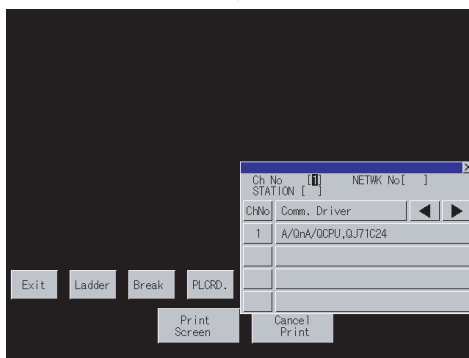 ×
Ch No [1] NETWK No[ ]
STATION [ ]
ChNo Comm. Driver ◀ ▶
1 A/QnA/QCPU,QJ71C24
Exit Ladder Break PLCRD.
Print Screen
Cancel Print